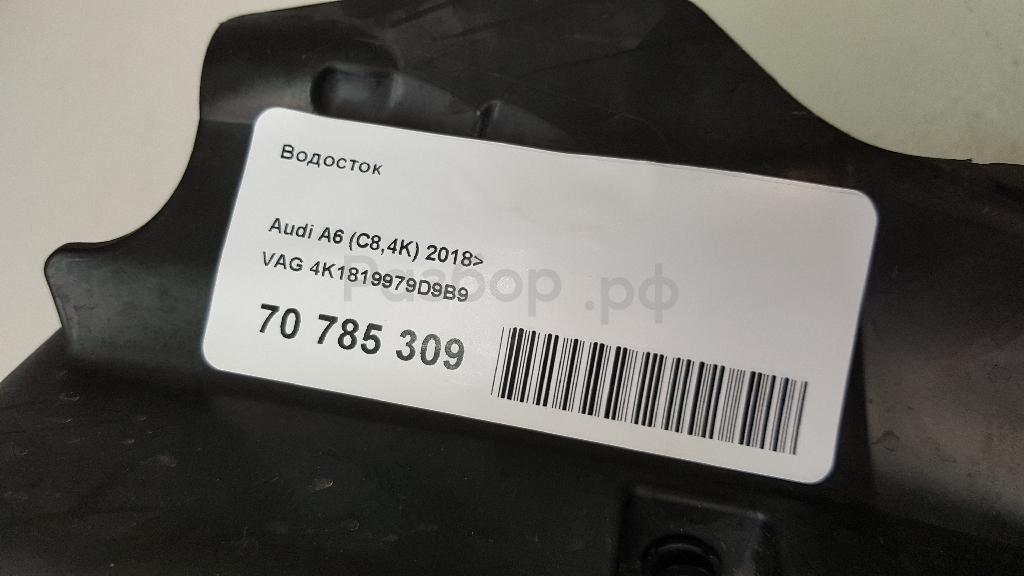 Водосток
Audi A6 (C8,4K) 2018>
VAG 4K1819979D9B9
Разбор.рф
70 785 309